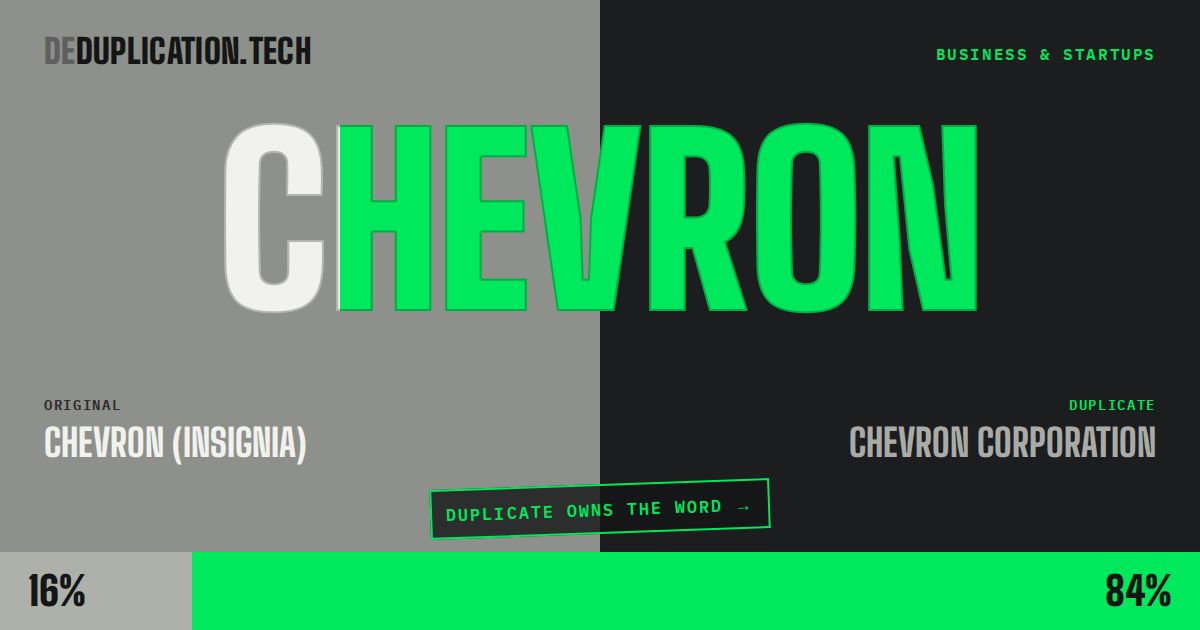 DEDUPLICATION.TECH
BUSINESS & STARTUPS
CHEVRON
ORIGINAL
CHEVRON (INSIGNIA)
DUPLICATE
CHEVRON CORPORATION
DUPLICATE OWNS THE WORD →
16%
84%